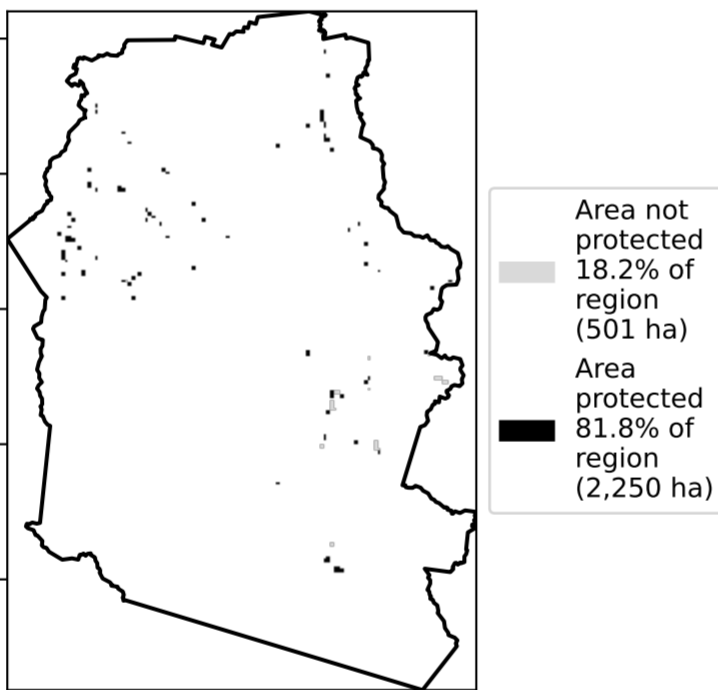 Area not
protected
18.2% of
region
(501 ha)
Area
protected
81.8% of
region
(2,250 ha)